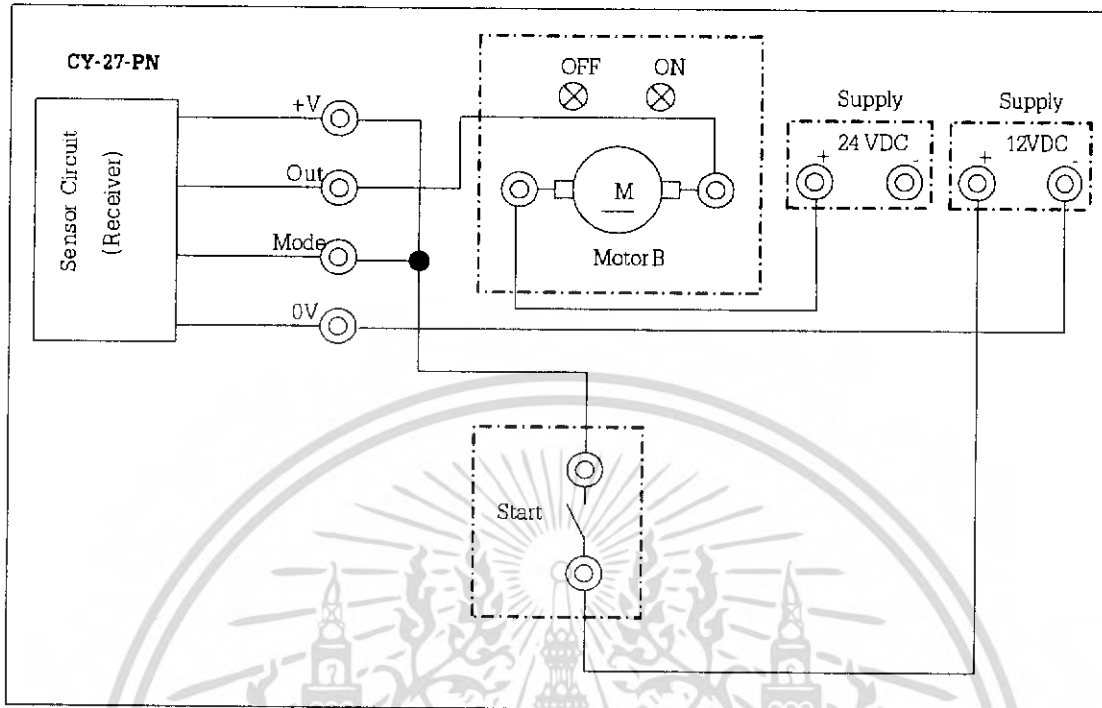 CY-27-PN
Sensor Circuit
(Receiver)
+V
Out
Mode
0V
OFF ON
M
Motor B
Supply
+ 24 VDC -
Supply
+ 12VDC -
Start